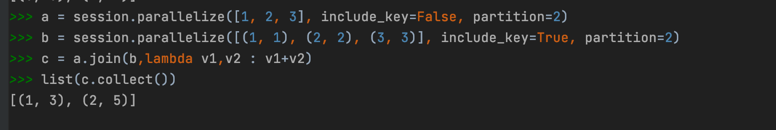 >>> a = session.parallelize([1, 2, 3], include_key=False, partition=2)
>>> b = session.parallelize([(1, 1), (2, 2), (3, 3)], include_key=True, partition=2)
>>> c = a.join(b,lambda v1,v2 : v1+v2)
>>> list(c.collect())
[(1, 3), (2, 5)]